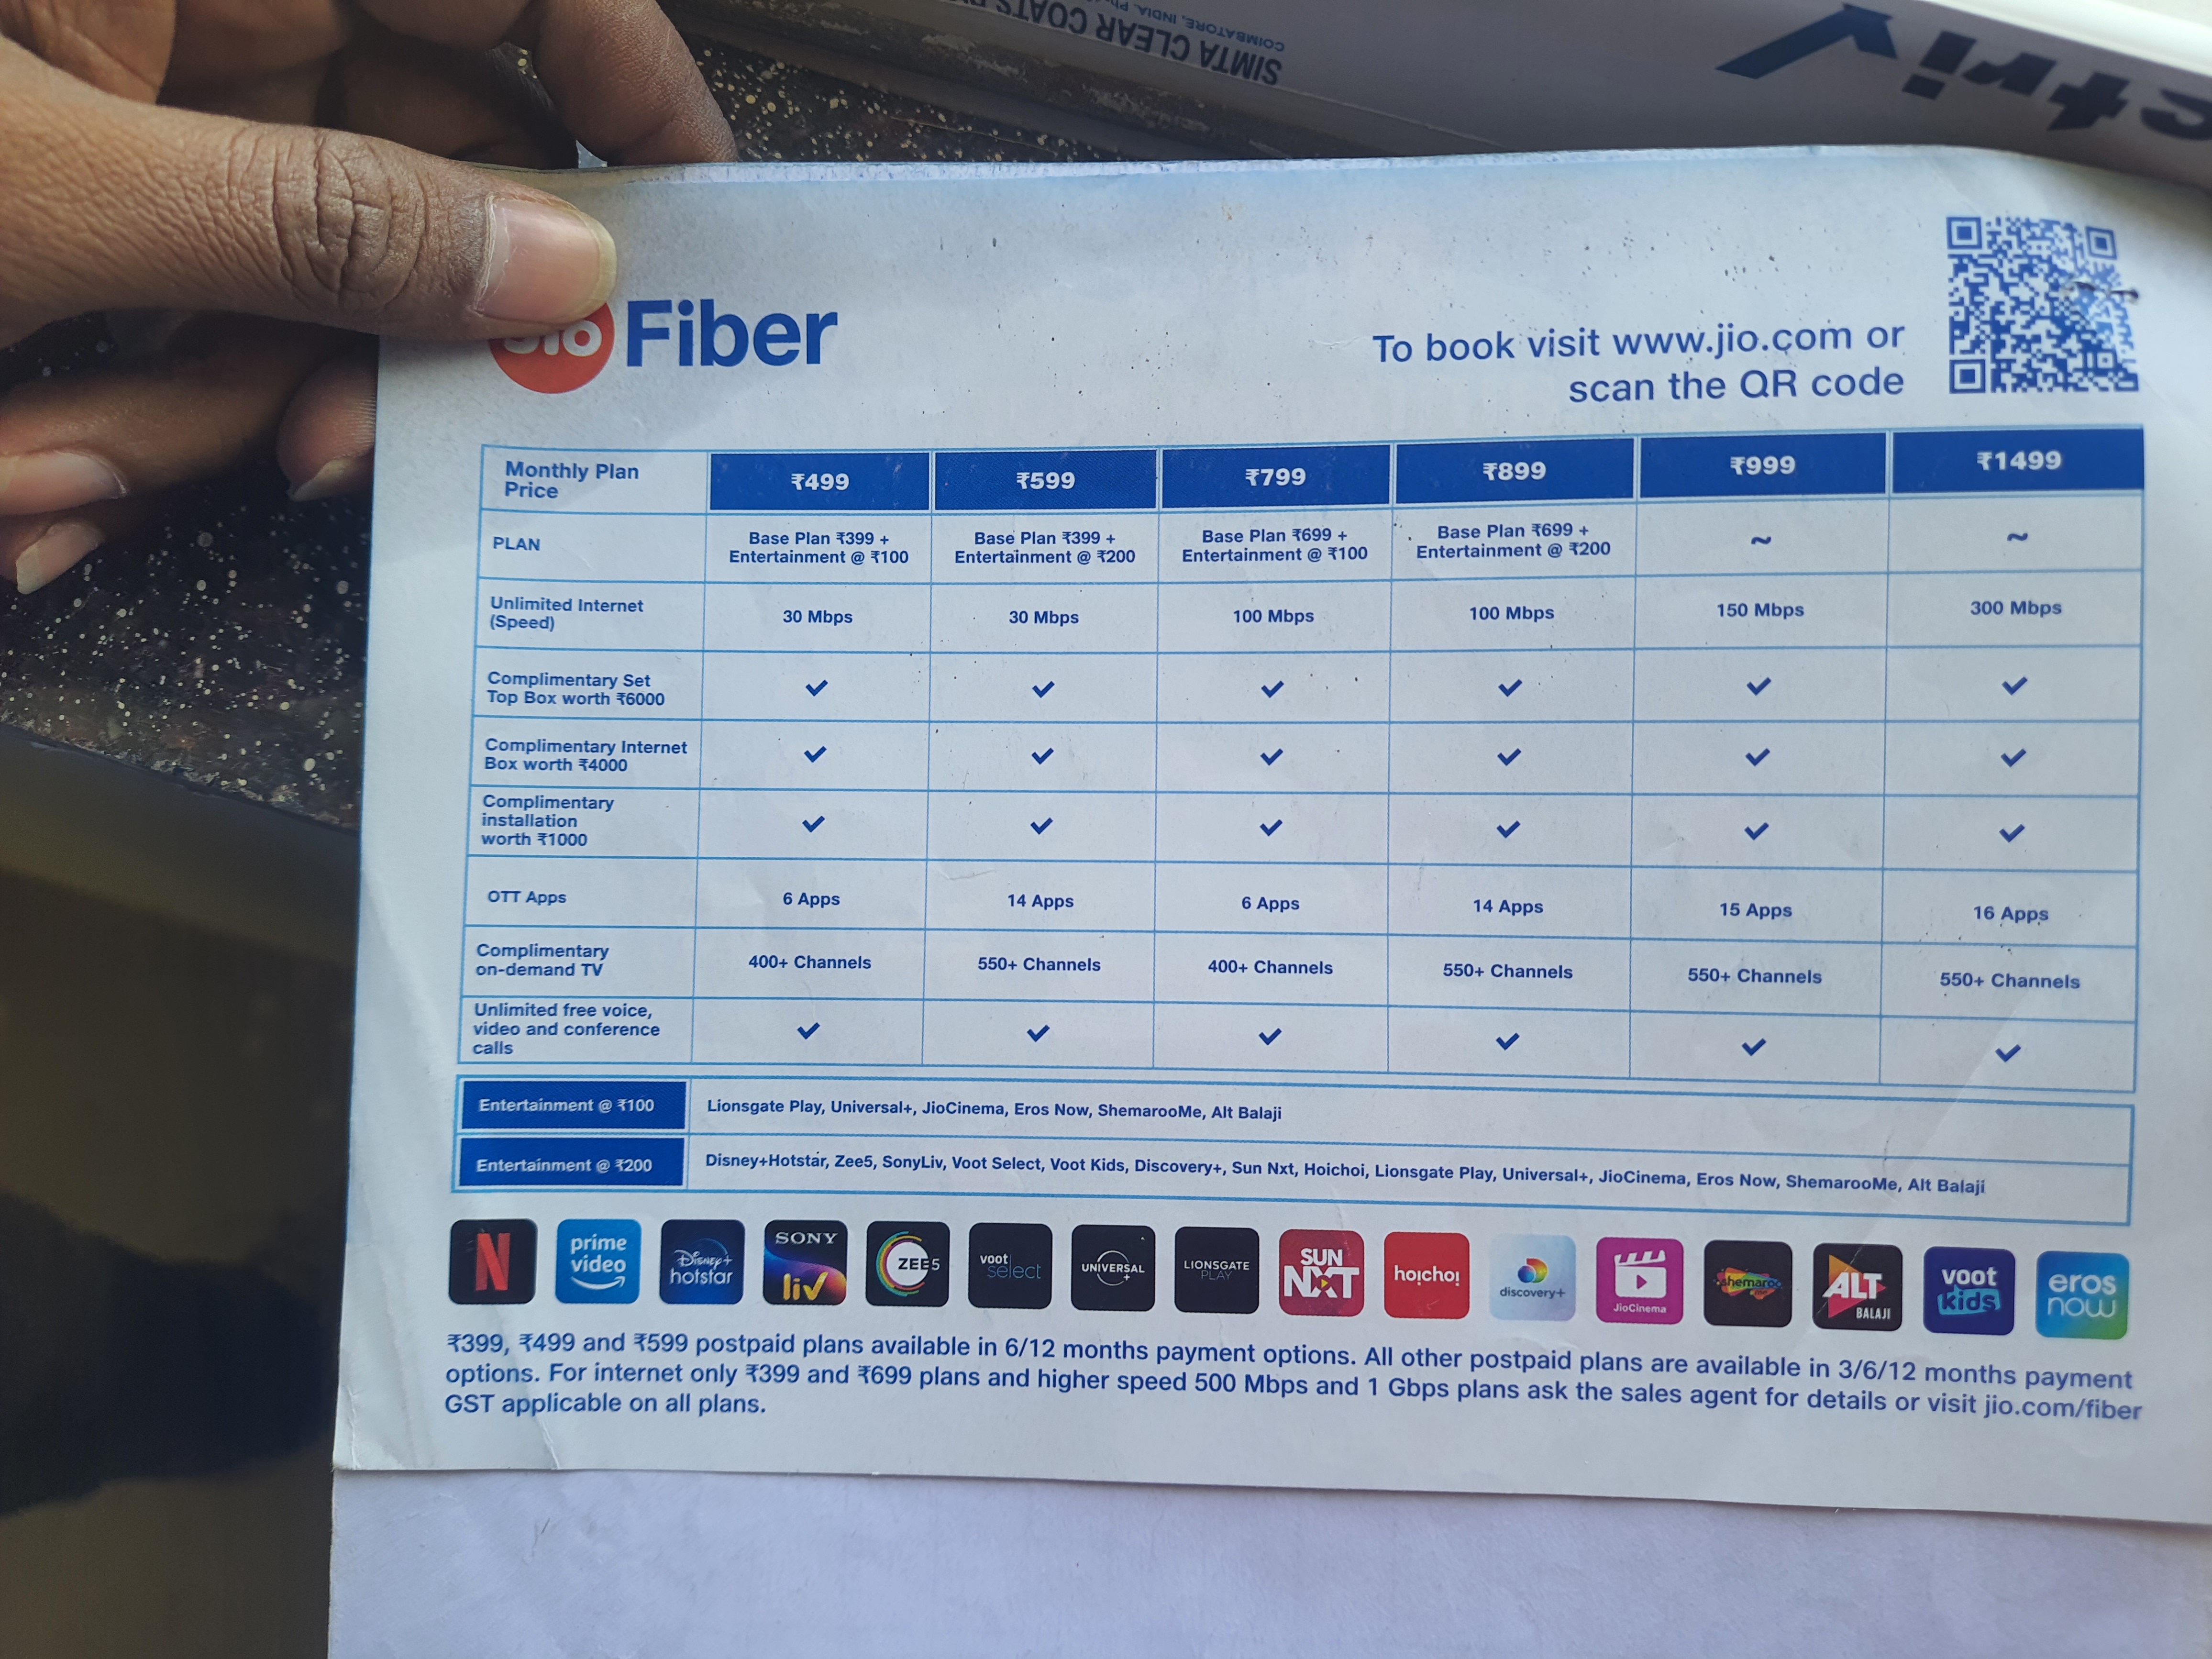 Fiber
To book visit www.jio.com or
scan the QR code
Monthly Plan Price ₹499 ₹599 ₹799 ₹899 ₹999 ₹1499
PLAN Base Plan ₹399 + Entertainment @ ₹100 Base Plan ₹399 + Entertainment @ ₹200 Base Plan ₹699 + Entertainment @ ₹100 Base Plan ₹699 + Entertainment @ ₹200 ~ ~
Unlimited Internet (Speed) 30 Mbps 30 Mbps 100 Mbps 100 Mbps 150 Mbps 300 Mbps
Complimentary Set Top Box worth ₹6000 ✓ ✓ ✓ ✓ ✓ ✓
Complimentary Internet Box worth ₹4000 ✓ ✓ ✓ ✓ ✓ ✓
Complimentary installation worth ₹1000 ✓ ✓ ✓ ✓ ✓ ✓
OTT Apps 6 Apps 14 Apps 6 Apps 14 Apps 15 Apps 16 Apps
Complimentary on-demand TV 400+ Channels 550+ Channels 400+ Channels 550+ Channels 550+ Channels 550+ Channels
Unlimited free voice, video and conference calls ✓ ✓ ✓ ✓ ✓ ✓
Entertainment @ ₹100 Lionsgate Play, Universal+, JioCinema, Eros Now, ShemarooMe, Alt Balaji
Entertainment @ ₹200 Disney+Hotstar, Zee5, SonyLiv, Voot Select, Voot Kids, Discovery+, Sun Nxt, Hoichoi, Lionsgate Play, Universal+, JioCinema, Eros Now, ShemarooMe, Alt Balaji
N prime video Disney+ hotstar SONY liv ZEE5 voot select UNIVERSAL+ LIONSGATE PLAY SUN NXT hoichoi discovery+ JioCinema shemaroo ALT BALAJI voot kids eros now
₹399, ₹499 and ₹599 postpaid plans available in 6/12 months payment options. All other postpaid plans are available in 3/6/12 months payment
options. For internet only ₹399 and ₹699 plans and higher speed 500 Mbps and 1 Gbps plans ask the sales agent for details or visit jio.com/fiber
GST applicable on all plans.
SIMTA CLEAR COATS
COIMBATORE, INDIA.